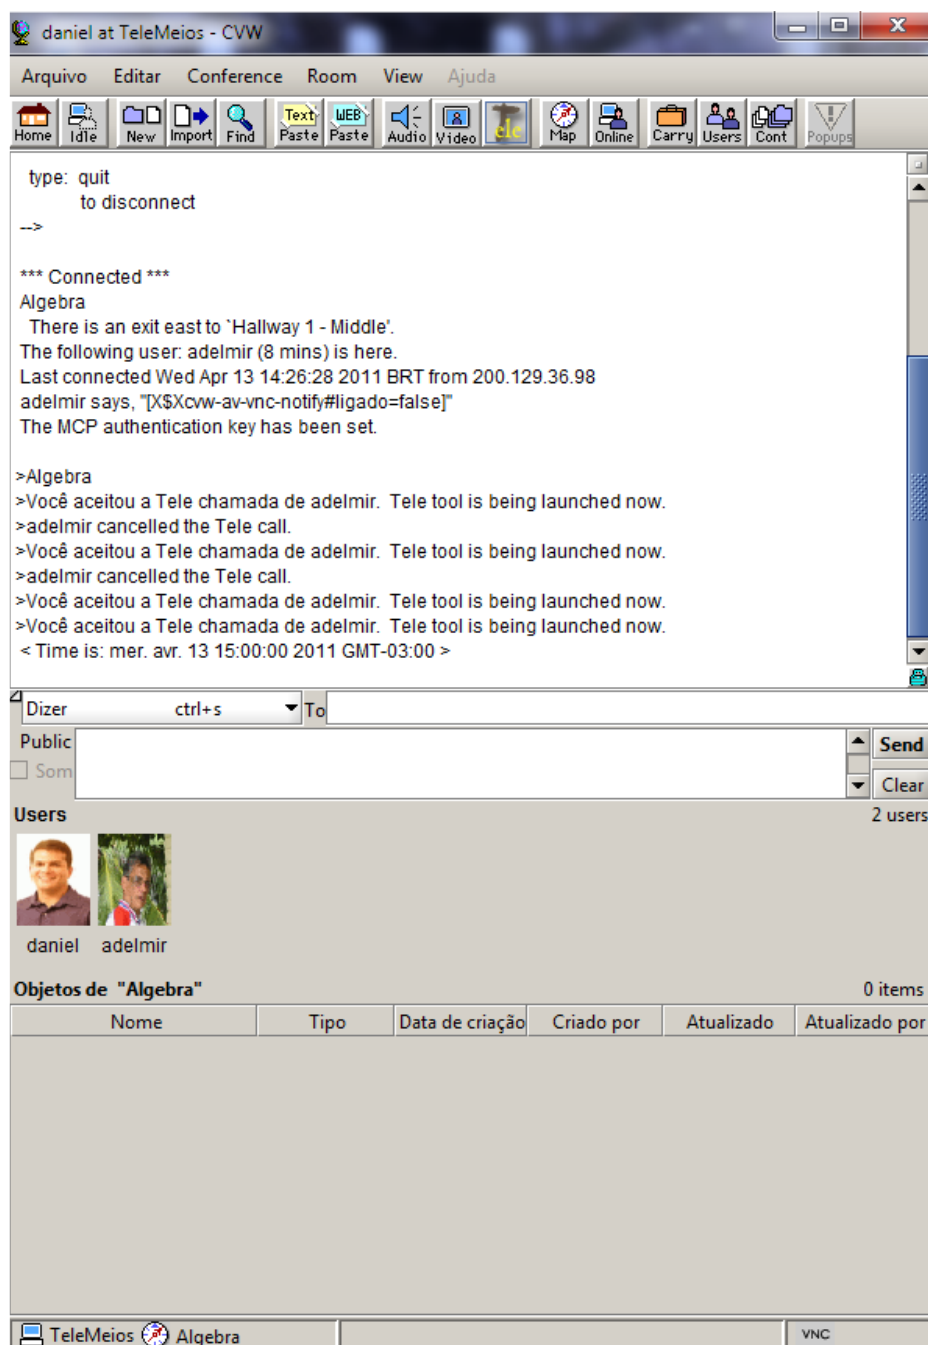 daniel at TeleMeios - CVW
Arquivo Editar Conference Room View Ajuda
Home Idle New Import Find Text Paste WEB Paste Audio Video Tele Map Online Carry Users Cont Popups
type: quit
to disconnect
-->
*** Connected ***
Algebra
There is an exit east to `Hallway 1 - Middle'.
The following user: adelmir (8 mins) is here.
Last connected Wed Apr 13 14:26:28 2011 BRT from 200.129.36.98
adelmir says, "[X$Xcvw-av-vnc-notify#ligado=false]"
The MCP authentication key has been set.
>Algebra
>Você aceitou a Tele chamada de adelmir. Tele tool is being launched now.
>adelmir cancelled the Tele call.
>Você aceitou a Tele chamada de adelmir. Tele tool is being launched now.
>adelmir cancelled the Tele call.
>Você aceitou a Tele chamada de adelmir. Tele tool is being launched now.
>Você aceitou a Tele chamada de adelmir. Tele tool is being launched now.
< Time is: mer. avr. 13 15:00:00 2011 GMT-03:00 >
Dizer ctrl+s To
Public Send
Som Clear
Users 2 users
daniel adelmir
Objetos de "Algebra" 0 items
Nome Tipo Data de criação Criado por Atualizado Atualizado por
TeleMeios Algebra VNC